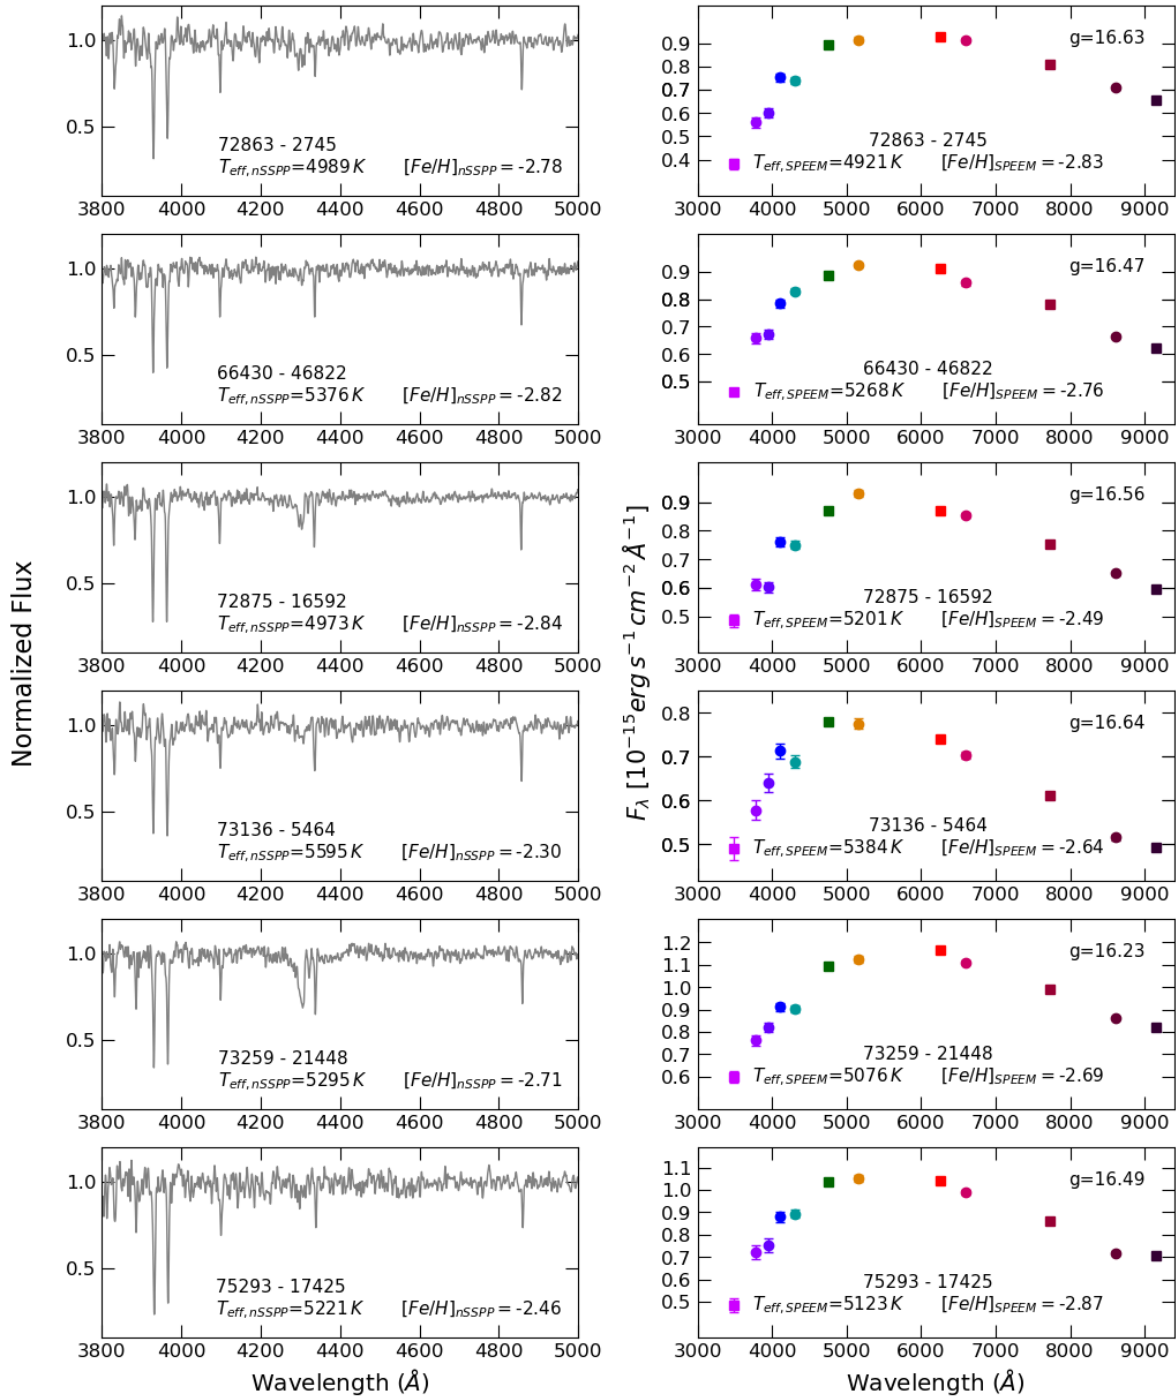 1.0
0.5
72863 - 2745
T_eff,nSSPP=4989 K [Fe/H]_nSSPP = -2.78
3800 4000 4200 4400 4600 4800 5000
0.9
0.8
0.7
0.6
0.5
0.4
g=16.63
72863 - 2745
T_eff,SPEEM=4921 K [Fe/H]_SPEEM = -2.83
3000 4000 5000 6000 7000 8000 9000
1.0
0.5
66430 - 46822
T_eff,nSSPP=5376 K [Fe/H]_nSSPP = -2.82
3800 4000 4200 4400 4600 4800 5000
0.9
0.8
0.7
0.6
0.5
g=16.47
66430 - 46822
T_eff,SPEEM=5268 K [Fe/H]_SPEEM = -2.76
3000 4000 5000 6000 7000 8000 9000
1.0
0.5
72875 - 16592
T_eff,nSSPP=4973 K [Fe/H]_nSSPP = -2.84
3800 4000 4200 4400 4600 4800 5000
0.9
0.8
0.7
0.6
0.5
g=16.56
72875 - 16592
T_eff,SPEEM=5201 K [Fe/H]_SPEEM = -2.49
3000 4000 5000 6000 7000 8000 9000
Normalized Flux
F_λ [10⁻¹⁵ erg s⁻¹ cm⁻² Å⁻¹]
1.0
0.5
73136 - 5464
T_eff,nSSPP=5595 K [Fe/H]_nSSPP = -2.30
3800 4000 4200 4400 4600 4800 5000
0.8
0.7
0.6
0.5
g=16.64
73136 - 5464
T_eff,SPEEM=5384 K [Fe/H]_SPEEM = -2.64
3000 4000 5000 6000 7000 8000 9000
1.0
0.5
73259 - 21448
T_eff,nSSPP=5295 K [Fe/H]_nSSPP = -2.71
3800 4000 4200 4400 4600 4800 5000
1.2
1.1
1.0
0.9
0.8
0.7
0.6
g=16.23
73259 - 21448
T_eff,SPEEM=5076 K [Fe/H]_SPEEM = -2.69
3000 4000 5000 6000 7000 8000 9000
1.0
0.5
75293 - 17425
T_eff,nSSPP=5221 K [Fe/H]_nSSPP = -2.46
3800 4000 4200 4400 4600 4800 5000
Wavelength (Å)
1.1
1.0
0.9
0.8
0.7
0.6
0.5
g=16.49
75293 - 17425
T_eff,SPEEM=5123 K [Fe/H]_SPEEM = -2.87
3000 4000 5000 6000 7000 8000 9000
Wavelength (Å)